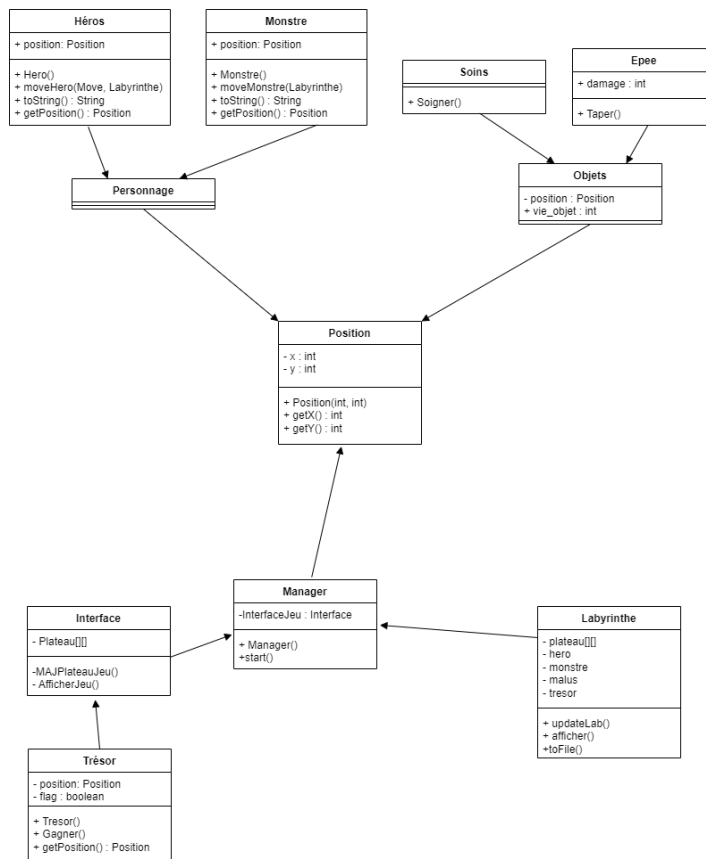 Héros
+ position: Position
+ Hero()
+ moveHero(Move, Labyrinthe)
+ toString() : String
+ getPosition() : Position
Monstre
+ position: Position
+ Monstre()
+ moveMonstre(Labyrinthe)
+ toString() : String
+ getPosition() : Position
Soins
+ Soigner()
Epee
+ damage : int
+ Taper()
Personnage
Objets
- position : Position
+ vie_objet : int
Position
- x : int
- y : int
+ Position(int, int)
+ getX() : int
+ getY() : int
Manager
-InterfaceJeu : Interface
+ Manager()
+start()
Interface
- Plateau[][]
-MAJPlateauJeu()
- AfficherJeu()
Labyrinthe
- plateau[][]
- hero
- monstre
- malus
- tresor
+ updateLab()
+ afficher()
+toFile()
Trésor
- position: Position
- flag : boolean
+ Tresor()
+ Gagner()
+ getPosition() : Position